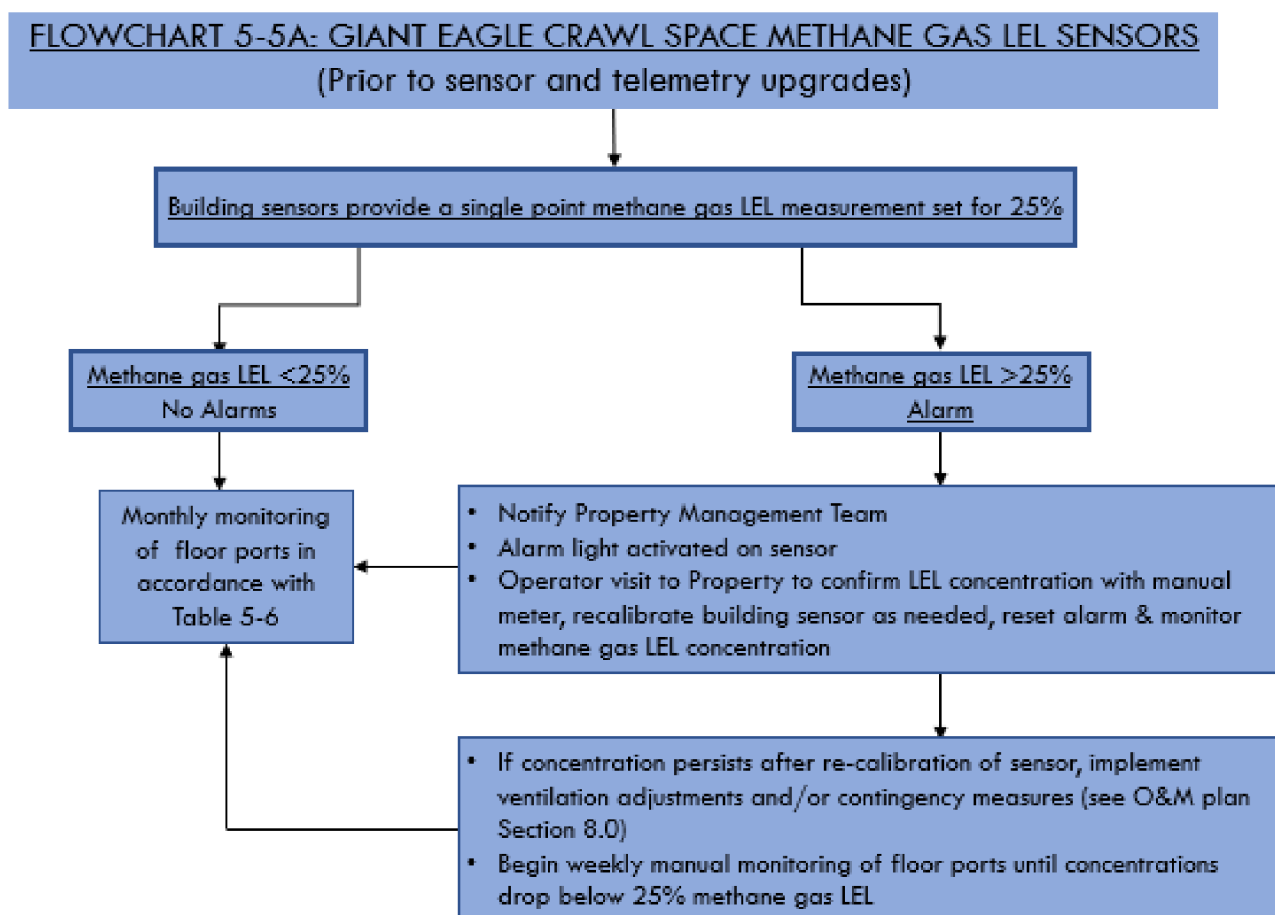 FLOWCHART 5-5A: GIANT EAGLE CRAWL SPACE METHANE GAS LEL SENSORS
(Prior to sensor and telemetry upgrades)
Building sensors provide a single point methane gas LEL measurement set for 25%
Methane gas LEL <25%
No Alarms
Methane gas LEL >25%
Alarm
Monthly monitoring
of floor ports in
accordance with
Table 5-6
• Notify Property Management Team
• Alarm light activated on sensor
• Operator visit to Property to confirm LEL concentration with manual
meter, recalibrate building sensor as needed, reset alarm & monitor
methane gas LEL concentration
• If concentration persists after re-calibration of sensor, implement
ventilation adjustments and/or contingency measures (see O&M plan
Section 8.0)
• Begin weekly manual monitoring of floor ports until concentrations
drop below 25% methane gas LEL